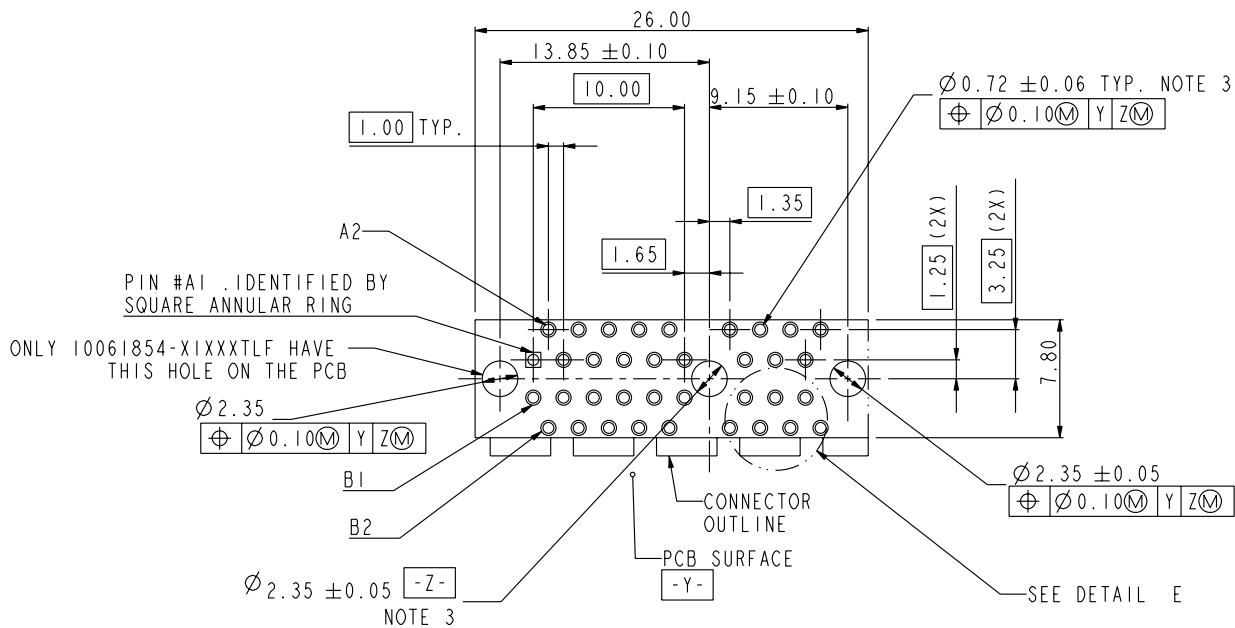 26.00
13.85 ±0.10
10.00
9.15 ±0.10
Ø0.72 ±0.06 TYP. NOTE 3
⌖ Ø0.10Ⓜ Y ZⓂ
1.00 TYP.
1.35
1.65
1.25 (2X)
3.25 (2X)
7.80
A2
PIN #A1 .IDENTIFIED BY
SQUARE ANNULAR RING
ONLY 10061854-X1XXXTLF HAVE
THIS HOLE ON THE PCB
Ø2.35
⌖ Ø0.10Ⓜ Y ZⓂ
B1
B2
CONNECTOR
OUTLINE
PCB SURFACE
-Y-
Ø2.35 ±0.05 -Z-
NOTE 3
Ø2.35 ±0.05
⌖ Ø0.10Ⓜ Y ZⓂ
SEE DETAIL E